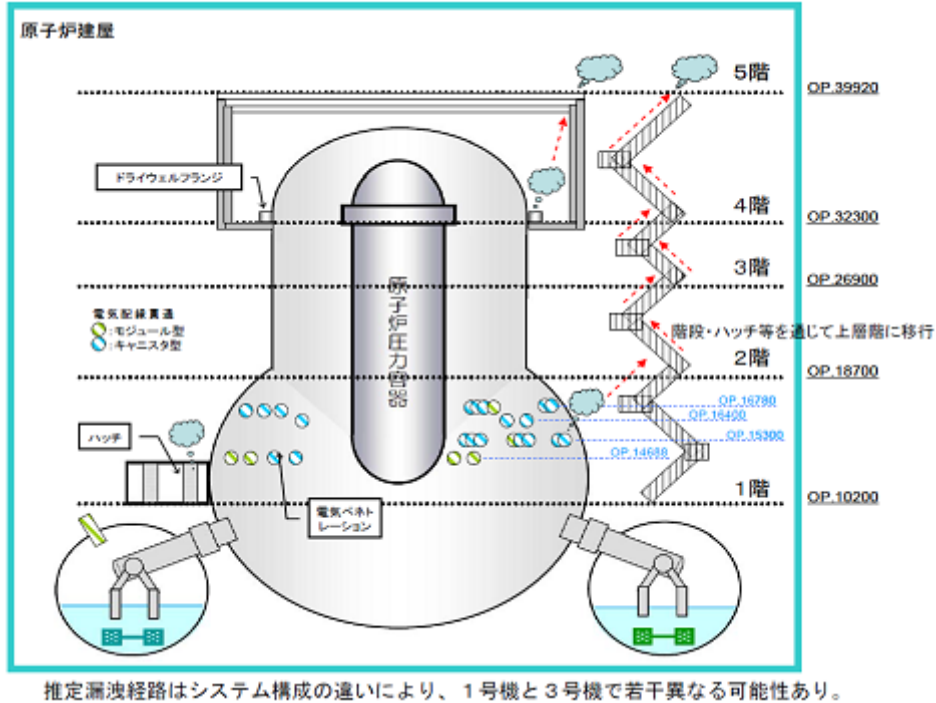 原子炉建屋
5階
OP.39920
ドライウェルフランジ
4階
OP.32300
3階
OP.26900
原子炉圧力容器
電気配線貫通
:モジュール型
:キャニスタ型
階段・ハッチ等を通じて上層階に移行
2階
OP.18700
OP.16780
OP.16400
OP.15300
OP.14688
ハッチ
1階
OP.10200
電気ペネト
レーション
推定漏洩経路はシステム構成の違いにより、1号機と3号機で若干異なる可能性あり。